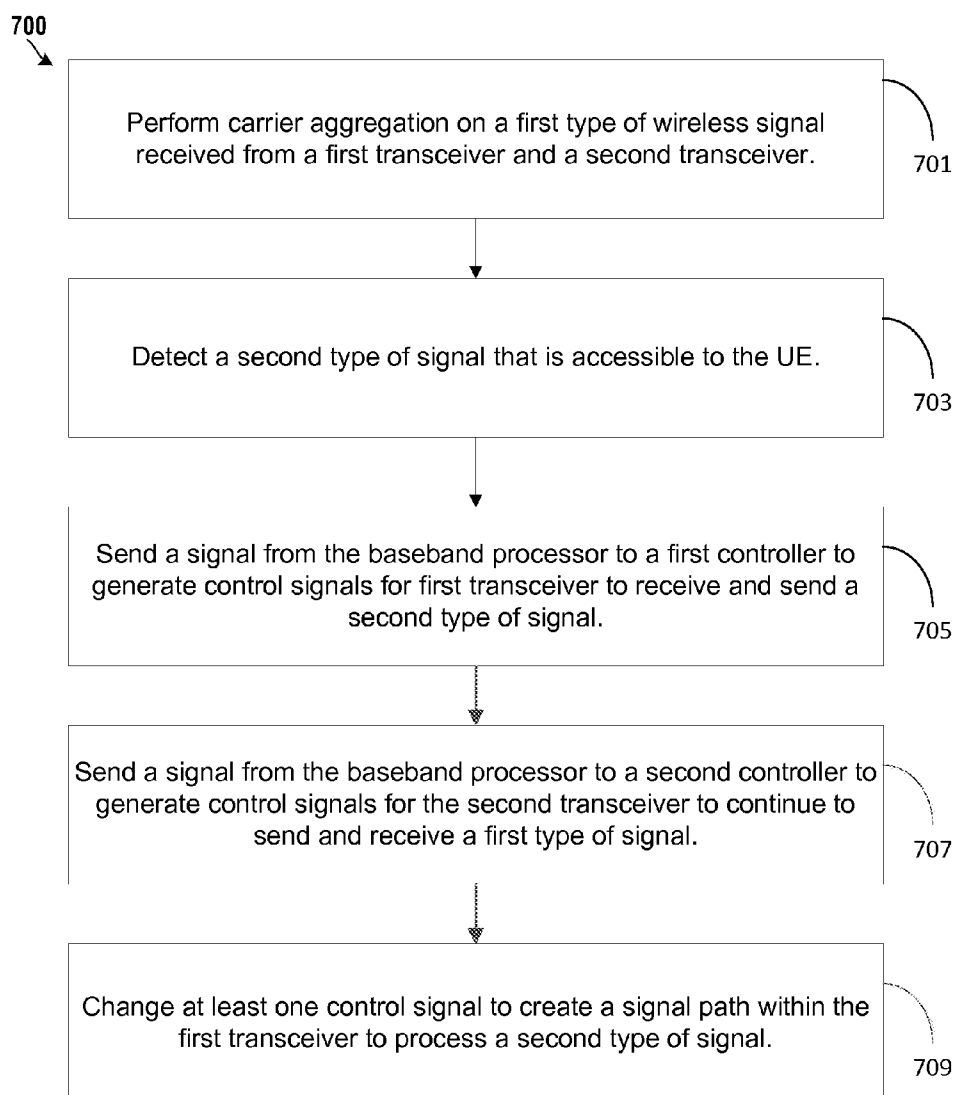 700
Perform carrier aggregation on a first type of wireless signal
received from a first transceiver and a second transceiver.
701
Detect a second type of signal that is accessible to the UE.
703
Send a signal from the baseband processor to a first controller to
generate control signals for first transceiver to receive and send a
second type of signal.
705
Send a signal from the baseband processor to a second controller to
generate control signals for the second transceiver to continue to
send and receive a first type of signal.
707
Change at least one control signal to create a signal path within the
first transceiver to process a second type of signal.
709